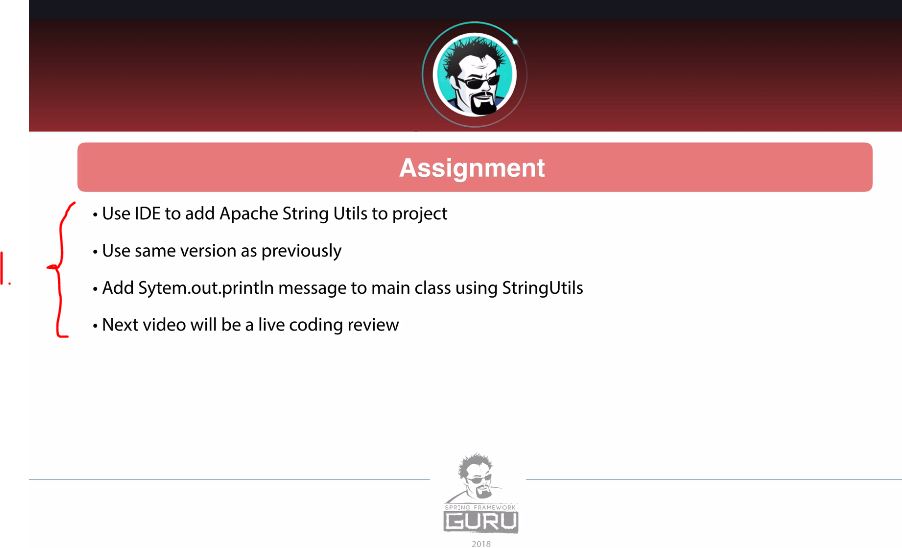 Assignment
1.
• Use IDE to add Apache String Utils to project
• Use same version as previously
• Add Sytem.out.println message to main class using StringUtils
• Next video will be a live coding review
SPRING FRAMEWORK
GURU
2018